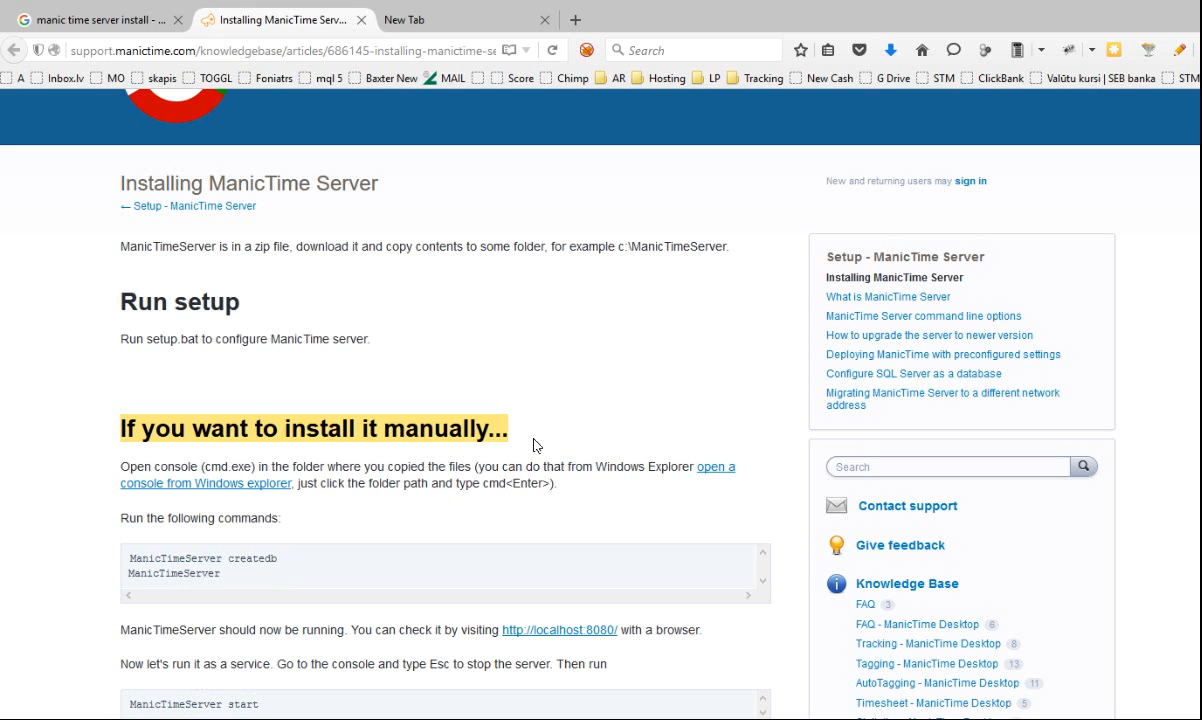 manic time server install - ...
Installing ManicTime Serv...
New Tab
support.manictime.com/knowledgebase/articles/686145-installing-manictime-se
Search
A Inbox.lv MO skapis TOGGL Foniatrs mql 5 Baxter New MAIL Score Chimp AR Hosting LP Tracking New Cash G Drive STM ClickBank Valūtu kursi | SEB banka STM
Installing ManicTime Server
← Setup - ManicTime Server
New and returning users may sign in
ManicTimeServer is in a zip file, download it and copy contents to some folder, for example c:\ManicTimeServer.
Run setup
Run setup.bat to configure ManicTime server.
If you want to install it manually...
Open console (cmd.exe) in the folder where you copied the files (you can do that from Windows Explorer open a
console from Windows explorer, just click the folder path and type cmd<Enter>).
Run the following commands:
ManicTimeServer createdb
ManicTimeServer
ManicTimeServer should now be running. You can check it by visiting http://localhost:8080/ with a browser.
Now let's run it as a service. Go to the console and type Esc to stop the server. Then run
ManicTimeServer start
Setup - ManicTime Server
Installing ManicTime Server
What is ManicTime Server
ManicTime Server command line options
How to upgrade the server to newer version
Deploying ManicTime with preconfigured settings
Configure SQL Server as a database
Migrating ManicTime Server to a different network
address
Search
Contact support
Give feedback
Knowledge Base
FAQ 3
FAQ - ManicTime Desktop 6
Tracking - ManicTime Desktop 8
Tagging - ManicTime Desktop 13
AutoTagging - ManicTime Desktop 11
Timesheet - ManicTime Desktop 5